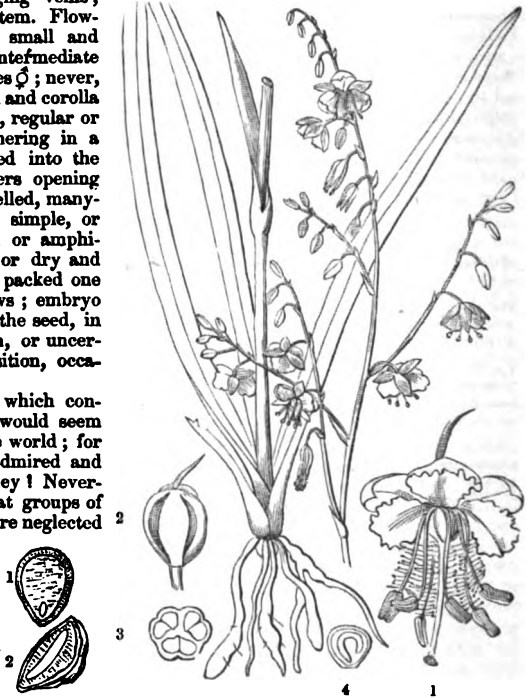 tem. Flow-
small and
intermediate
es ⚥ ; never,
and corolla
, regular or
hering in a
ed into the
ers opening
elled, many-
simple, or
or amphi-
or dry and
packed one
ws ; embryo
the seed, in
, or uncer-
sition, occa-
which con-
would seem
world ; for
dmired and
ey ! Never-
at groups of
re neglected
1
2
2
3
4 1